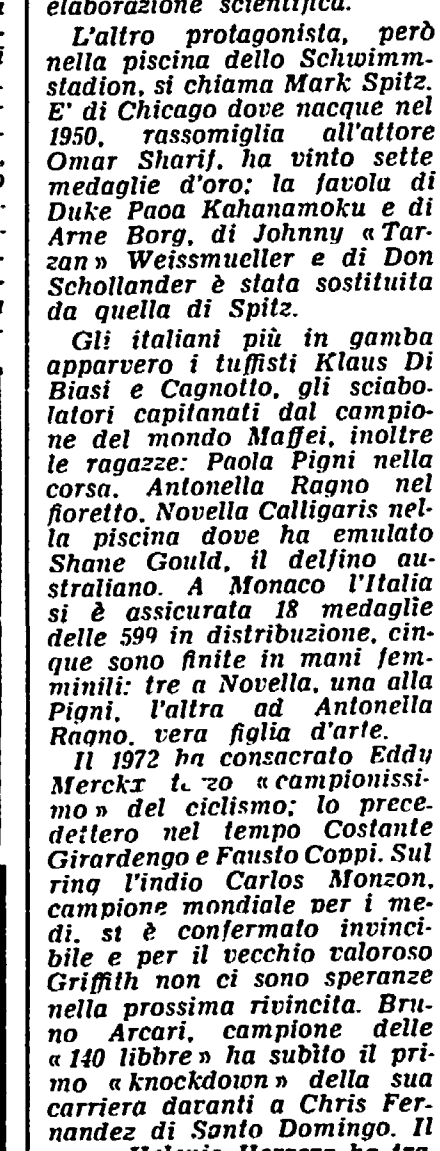 elaborazione scientifica.
L'altro protagonista, però
nella piscina dello Schwimm-
stadion, si chiama Mark Spitz.
E' di Chicago dove nacque nel
1950, rassomiglia all'attore
Omar Sharif, ha vinto sette
medaglie d'oro; la favola di
Duke Paoa Kahanamoku e di
Arne Borg, di Johnny «Tar-
zan» Weissmueller e di Don
Schollander è stata sostituita
da quella di Spitz.
Gli italiani più in gamba
apparvero i tuffisti Klaus Di
Biasi e Cagnotto, gli sciabo-
latori capitanati dal campio-
ne del mondo Maffei, inoltre
le ragazze: Paola Pigni nella
corsa, Antonella Ragno nel
fioretto, Novella Calligaris nel-
la piscina dove ha emulato
Shane Gould, il delfino au-
straliano. A Monaco l'Italia
si è assicurata 18 medaglie
delle 599 in distribuzione, cin-
que sono finite in mani fem-
minili: tre a Novella, una alla
Pigni, l'altra ad Antonella
Ragno, vera figlia d'arte.
Il 1972 ha consacrato Eddy
Merckx «campionissi-
mo» del ciclismo; lo prece-
dettero nel tempo Costante
Girardengo e Fausto Coppi. Sul
ring l'indio Carlos Monzon,
campione mondiale per i me-
di, si è confermato invinci-
bile e per il vecchio valoroso
Griffith non ci sono speranze
nella prossima rivincita. Bru-
no Arcari, campione delle
«140 libbre» ha subìto il pri-
mo «knockdown» della sua
carriera davanti a Chris Fer-
nandez di Santo Domingo. Il